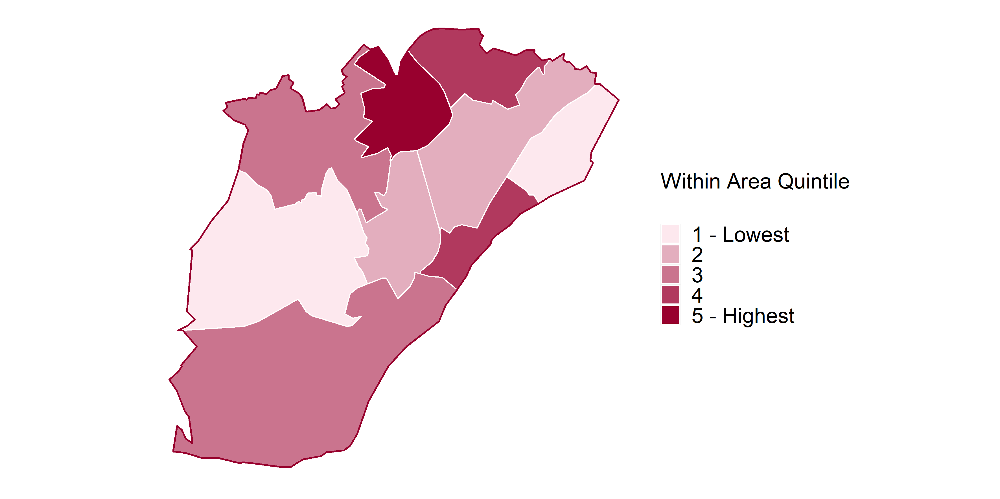 Within Area Quintile
1 - Lowest
2
3
4
5 - Highest